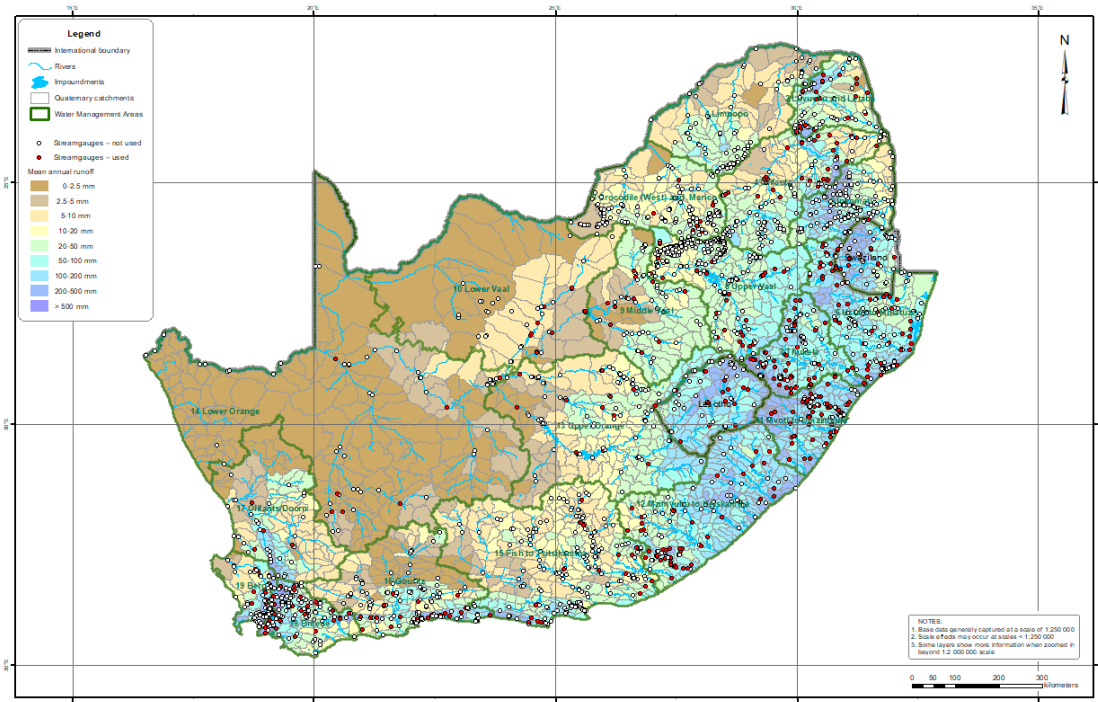 15°E 20°E 25°E 30°E 35°E
Legend
International boundary
Rivers
Impoundments
Quaternary catchments
Water Management Areas
Streamgauges – not used
Streamgauges – used
Mean annual runoff
0-2.5 mm
2.5-5 mm
5-10 mm
10-20 mm
20-50 mm
50-100 mm
100-200 mm
200-500 mm
> 500 mm
N
Limpopo
Crocodile (West) and Marico
10 Lower Vaal
9 Middle Vaal
8 Upper Vaal
14 Lower Orange
13 Upper Orange
17 Olifants/Doorn
15 Fish to Tsitsikamma
16 Gouritz
19 Berg
NOTES:
1. Base data generally captured at a scale of 1:250 000
2. Scale effects may occur at scales < 1:250 000
3. Some layers show more information when zoomed in
beyond 1:2 000 000 scale
0 50 100 200 300
kilometers
25°S
30°S
35°S